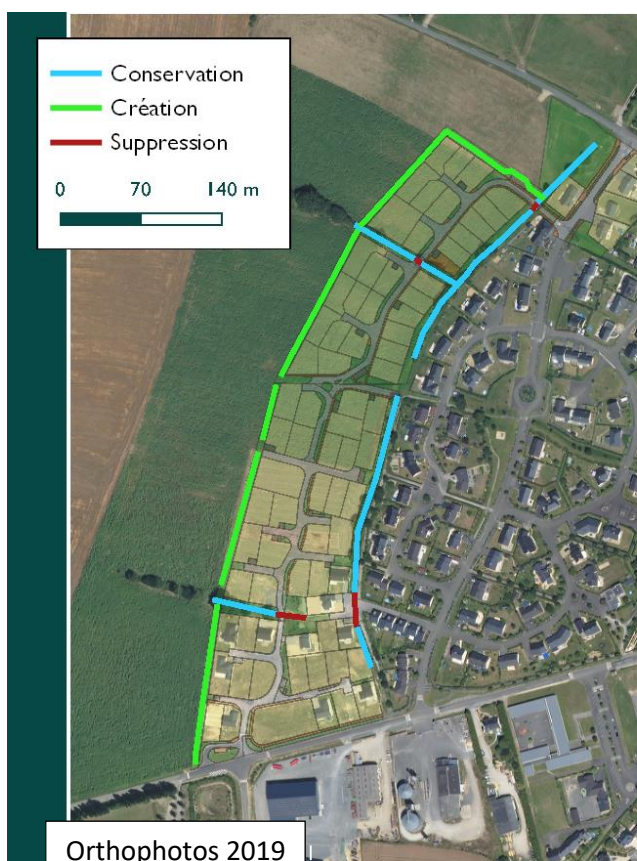 Conservation
Création
Suppression
0 70 140 m
Orthophotos 2019